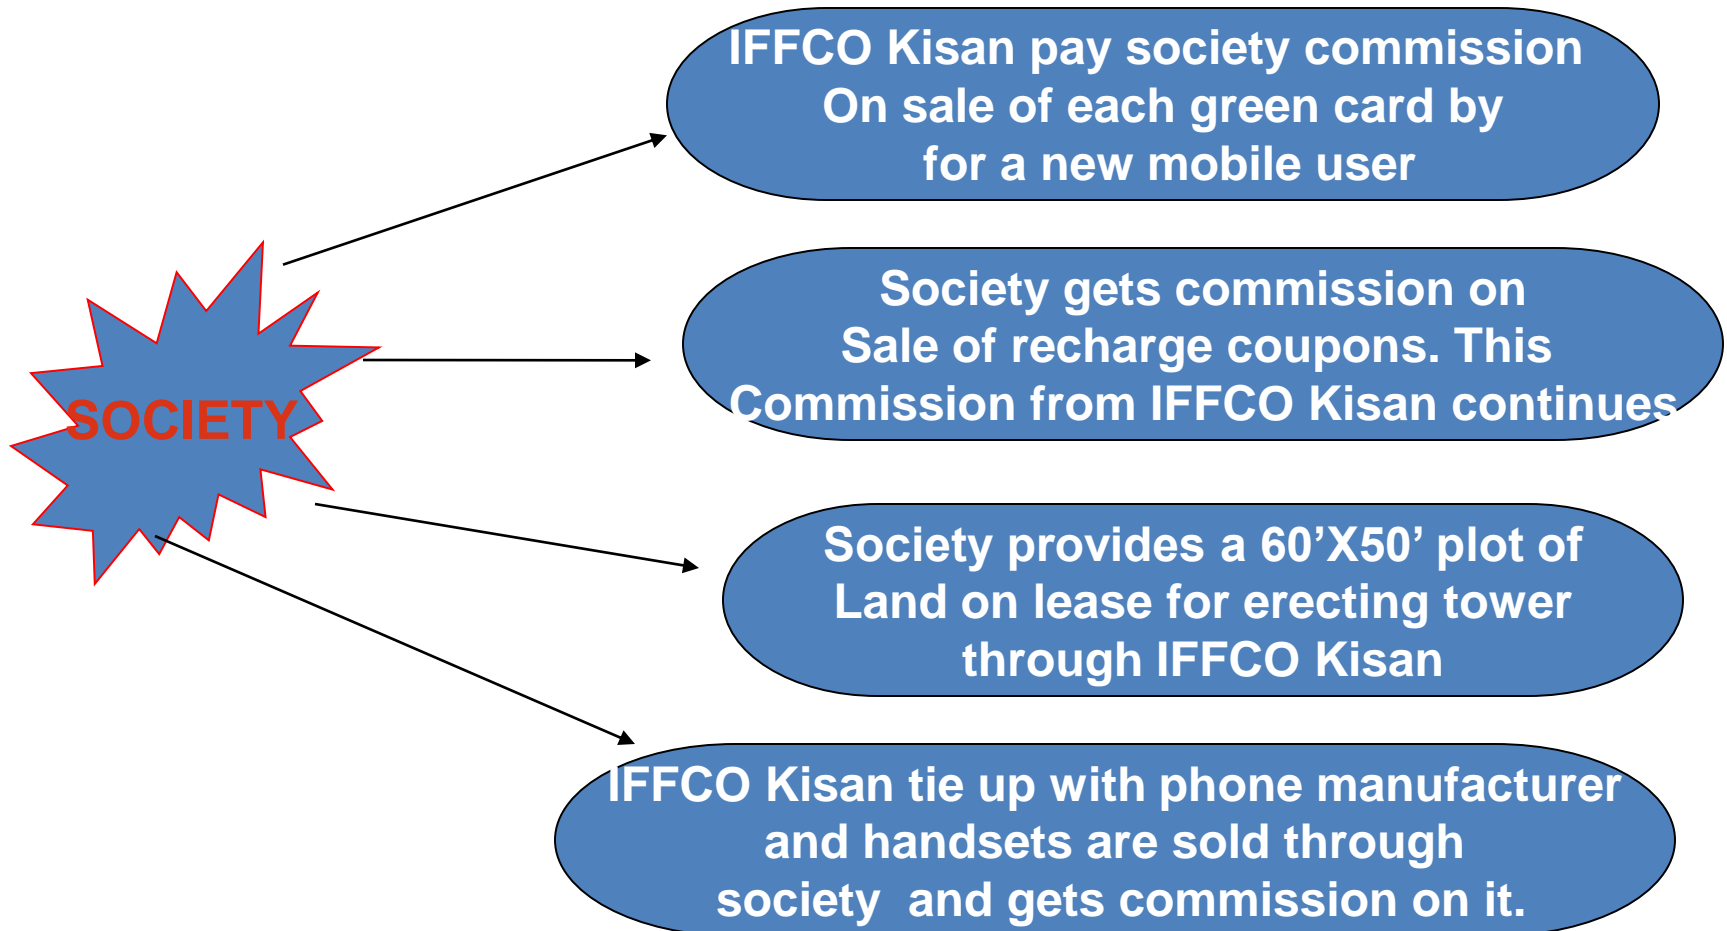 IFFCO Kisan pay society commission
On sale of each green card by
for a new mobile user
Society gets commission on
Sale of recharge coupons. This
Commission from IFFCO Kisan continues
SOCIETY
Society provides a 60’X50’ plot of
Land on lease for erecting tower
through IFFCO Kisan
IFFCO Kisan tie up with phone manufacturer
and handsets are sold through
society  and gets commission on it.